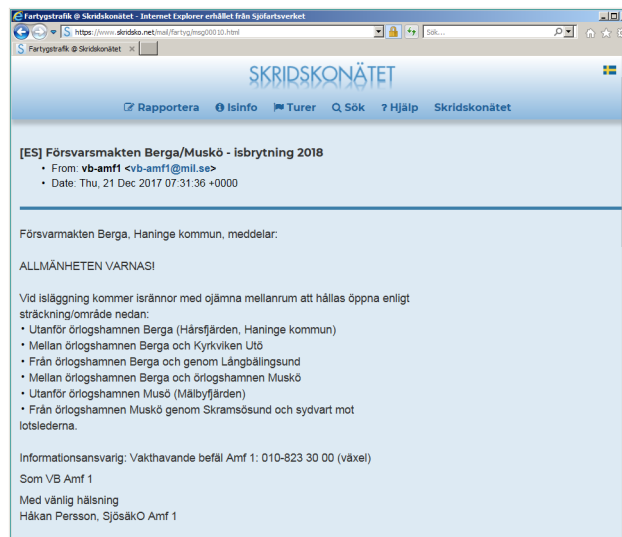 Fartygstrafik @ Skridskonätet - Internet Explorer erhållet från Sjöfartsverket
https://www.skridsko.net/mail/fartyg/msg00010.html
Sök...
Fartygstrafik @ Skridskonätet
SKRIDSKONÄTET
Rapportera Isinfo Turer Sök ? Hjälp Skridskonätet
[ES] Försvarsmakten Berga/Muskö - isbrytning 2018
• From: vb-amf1 <vb-amf1@mil.se>
• Date: Thu, 21 Dec 2017 07:31:36 +0000
Försvarmakten Berga, Haninge kommun, meddelar:
ALLMÄNHETEN VARNAS!
Vid isläggning kommer isrännor med ojämna mellanrum att hållas öppna enligt
sträckning/område nedan:
• Utanför örlogshamnen Berga (Hårsfjärden, Haninge kommun)
• Mellan örlogshamnen Berga och Kyrkviken Utö
• Från örlogshamnen Berga och genom Långbälingsund
• Mellan örlogshamnen Berga och örlogshamnen Muskö
• Utanför örlogshamnen Musö (Mälbyfjärden)
• Från örlogshamnen Muskö genom Skramsösund och sydvart mot
lotslederna.
Informationsansvarig: Vakthavande befäl Amf 1: 010-823 30 00 (växel)
Som VB Amf 1
Med vänlig hälsning
Håkan Persson, SjösäkO Amf 1